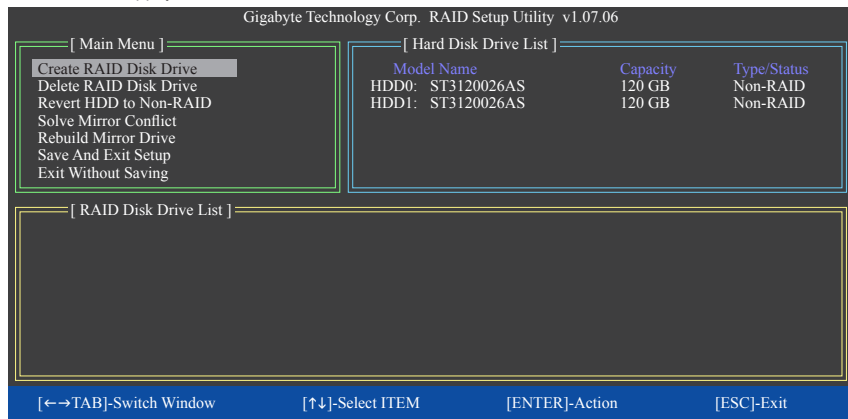 Gigabyte Technology Corp. RAID Setup Utility v1.07.06
[ Main Menu ]
Create RAID Disk Drive
Delete RAID Disk Drive
Revert HDD to Non-RAID
Solve Mirror Conflict
Rebuild Mirror Drive
Save And Exit Setup
Exit Without Saving
[ Hard Disk Drive List ]
Model Name Capacity Type/Status
HDD0: ST3120026AS 120 GB Non-RAID
HDD1: ST3120026AS 120 GB Non-RAID
[ RAID Disk Drive List ]
[←→TAB]-Switch Window [↑↓]-Select ITEM [ENTER]-Action [ESC]-Exit